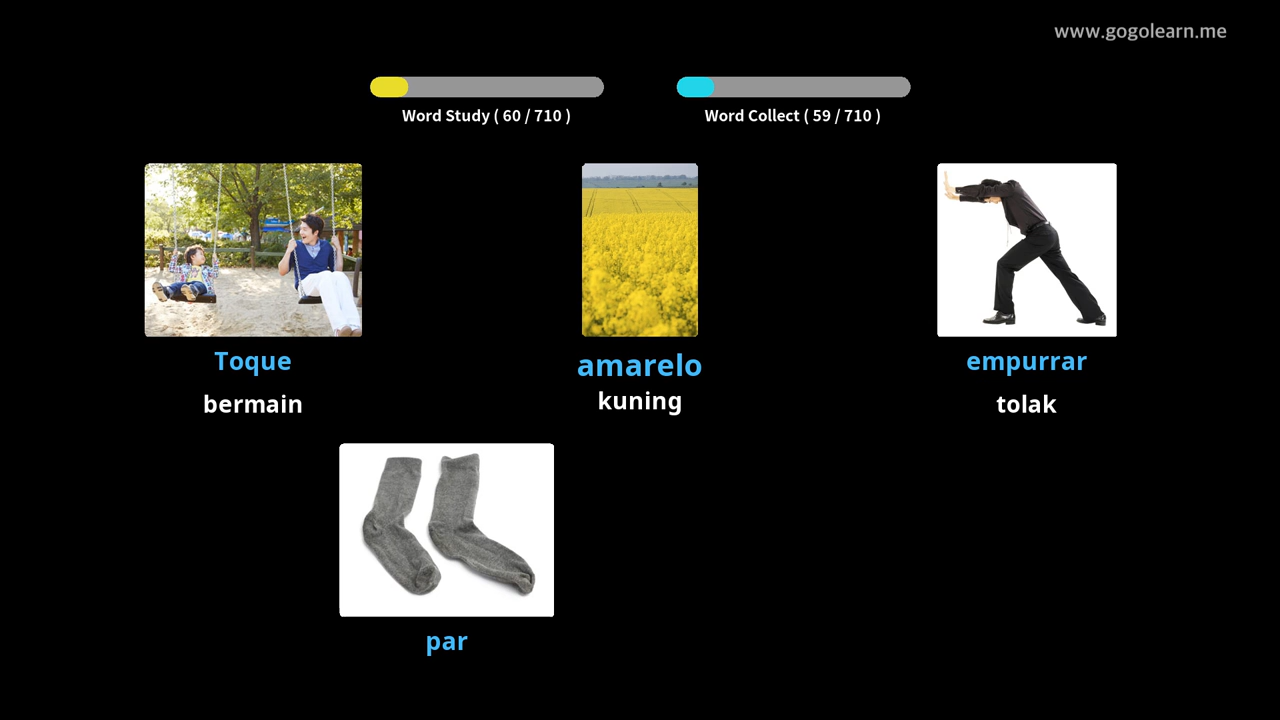 www.gogolearn.me
Word Study ( 60 / 710 )
Word Collect ( 59 / 710 )
Toque
amarelo
empurrar
bermain
kuning
tolak
par